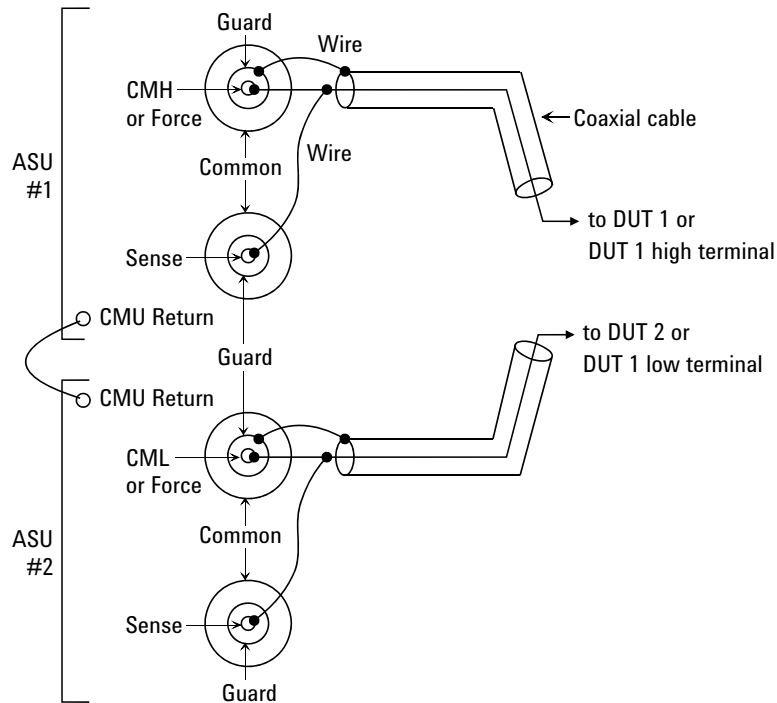 Guard
Wire
CMH
or Force
Coaxial cable
ASU
#1
Common
Wire
to DUT 1 or
DUT 1 high terminal
Sense
CMU Return
to DUT 2 or
DUT 1 low terminal
Guard
CMU Return
CML
or Force
ASU
#2
Common
Sense
Guard